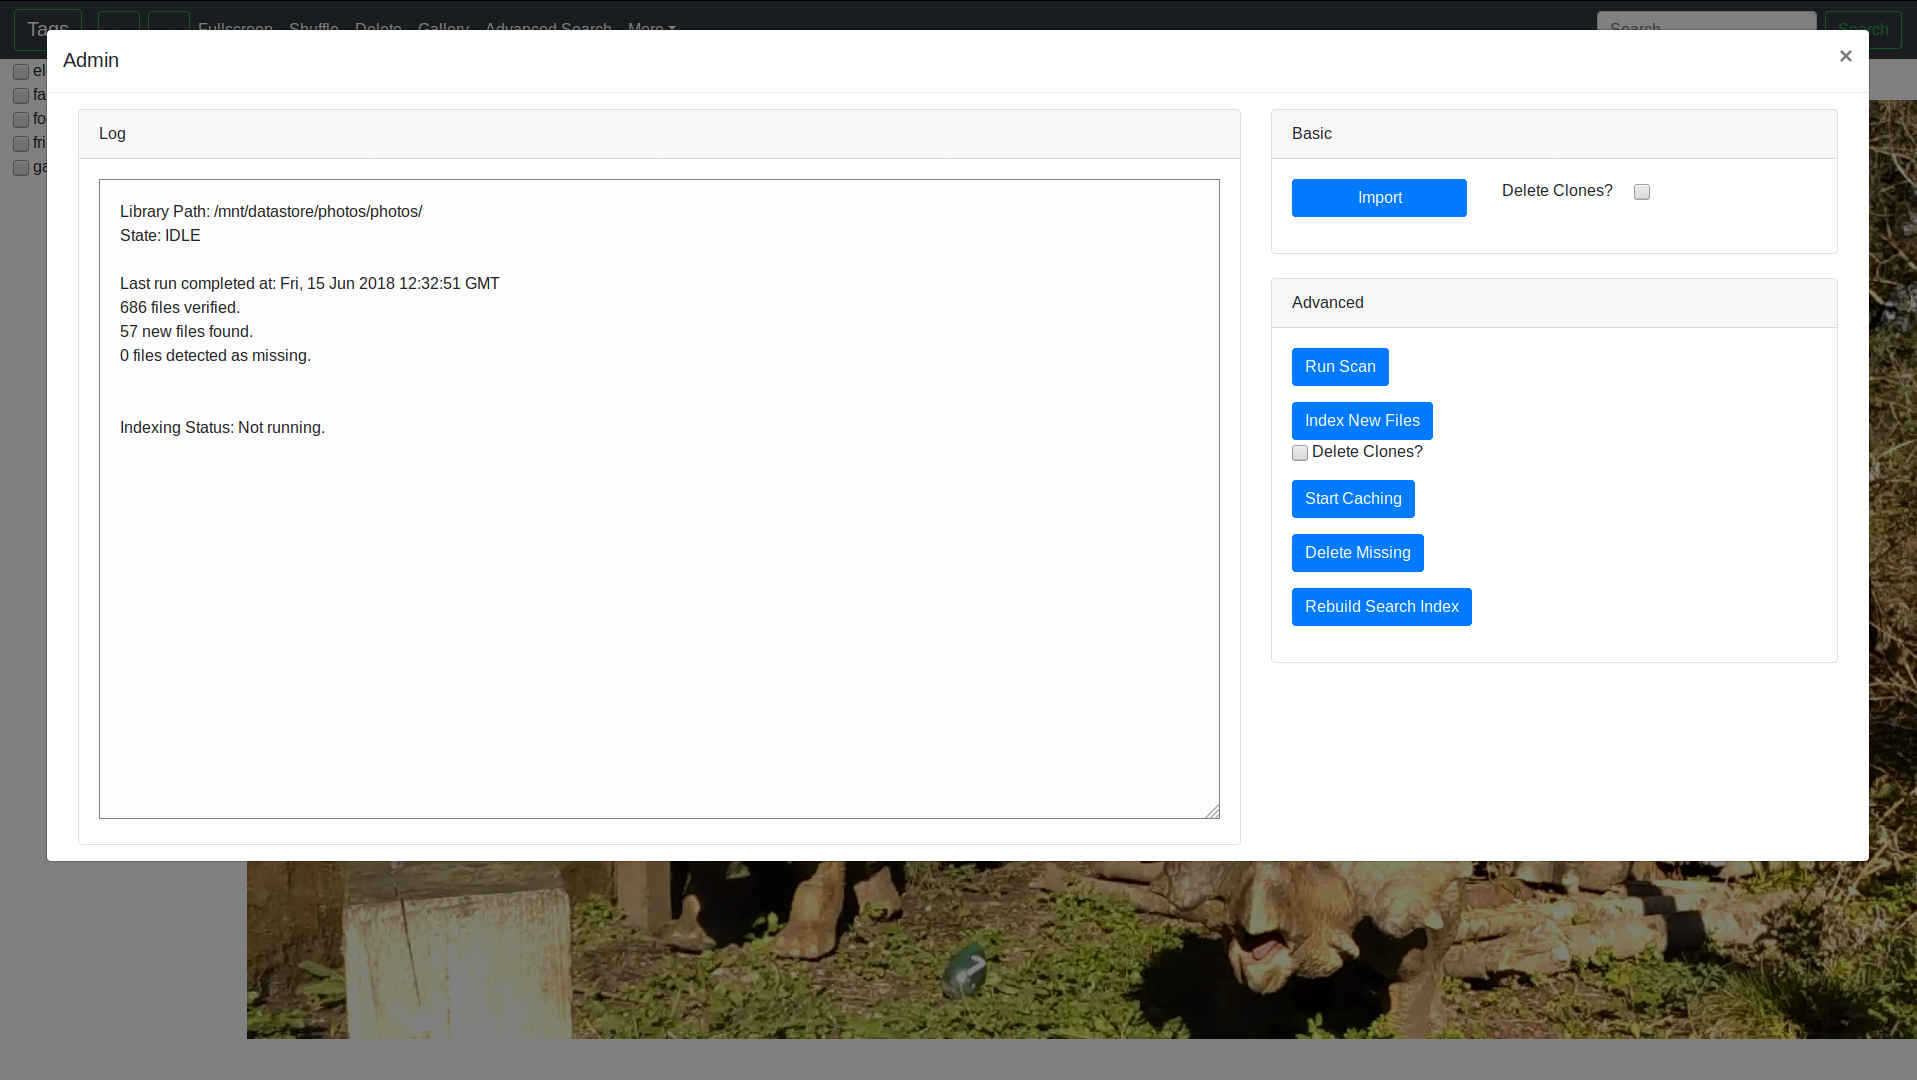 Tags Fullscreen Shuffle Delete Gallery Advanced Search More Search Search
Admin ×
el
fa
fo
fri
ga
Log
Library Path: /mnt/datastore/photos/photos/
State: IDLE
Last run completed at: Fri, 15 Jun 2018 12:32:51 GMT
686 files verified.
57 new files found.
0 files detected as missing.
Indexing Status: Not running.
Basic
Import Delete Clones?
Advanced
Run Scan
Index New Files
Delete Clones?
Start Caching
Delete Missing
Rebuild Search Index